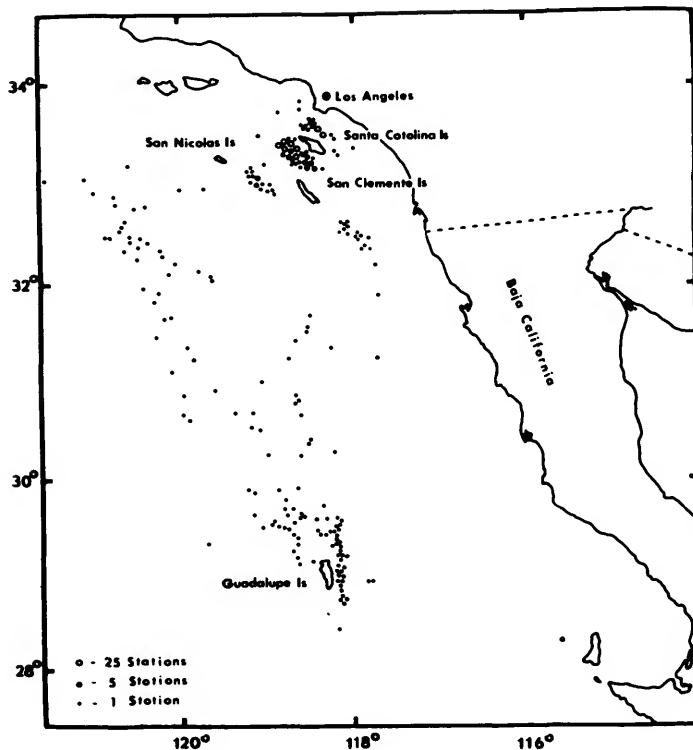 34°
Los Angeles
San Nicolas Is
Santa Catolina Is
San Clemente Is
32°
Baja California
30°
Guadalupe Is
28°
- 25 Stations
- 5 Stations
- 1 Station
120° 118° 116°